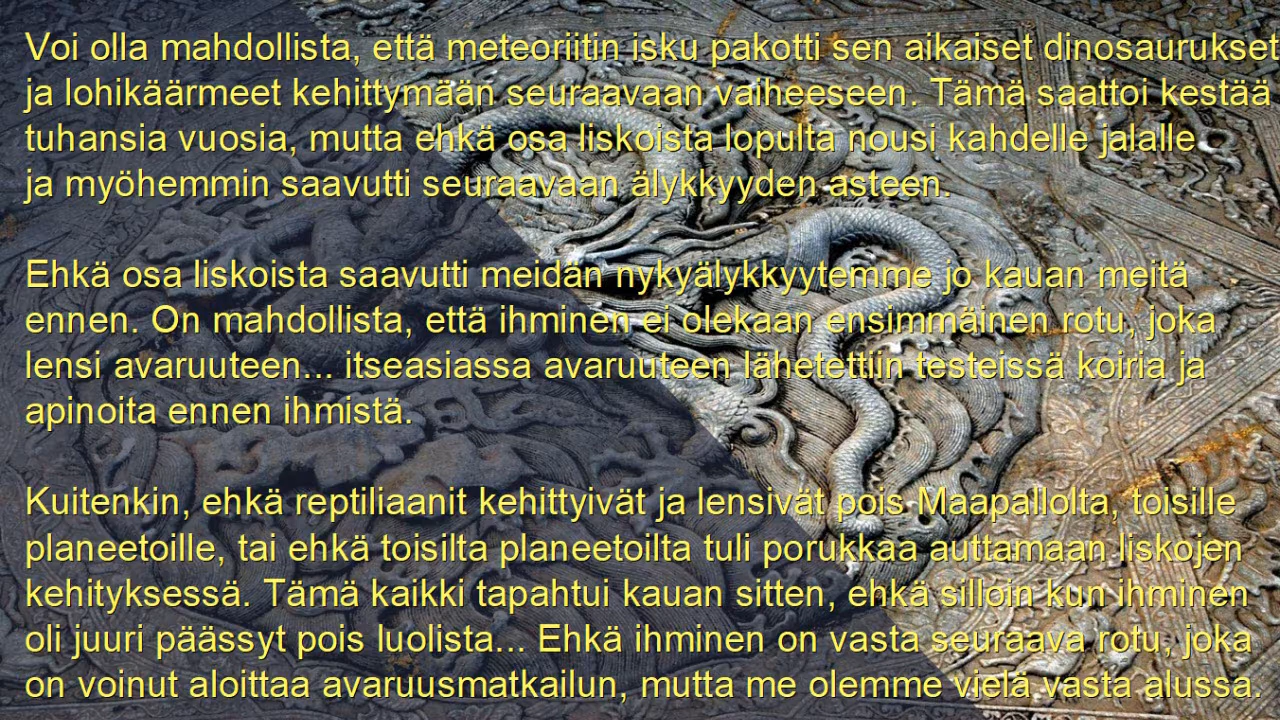 Voi olla mahdollista, että meteoriitin isku pakotti sen aikaiset dinosaurukset
ja lohikäärmeet kehittymään seuraavaan vaiheeseen. Tämä saattoi kestää
tuhansia vuosia, mutta ehkä osa liskoista lopulta nousi kahdelle jalalle
ja myöhemmin saavutti seuraavaan älykkyyden asteen.
Ehkä osa liskoista saavutti meidän nykyälykkyytemme jo kauan meitä
ennen. On mahdollista, että ihminen ei olekaan ensimmäinen rotu, joka
lensi avaruuteen... itseasiassa avaruuteen lähetettiin testeissä koiria ja
apinoita ennen ihmistä.
Kuitenkin, ehkä reptiliaanit kehittyivät ja lensivät pois Maapallolta, toisille
planeetoille, tai ehkä toisilta planeetoilta tuli porukkaa auttamaan liskojen
kehityksessä. Tämä kaikki tapahtui kauan sitten, ehkä silloin kun ihminen
oli juuri päässyt pois luolista... Ehkä ihminen on vasta seuraava rotu, joka
on voinut aloittaa avaruusmatkailun, mutta me olemme vielä vasta alussa.